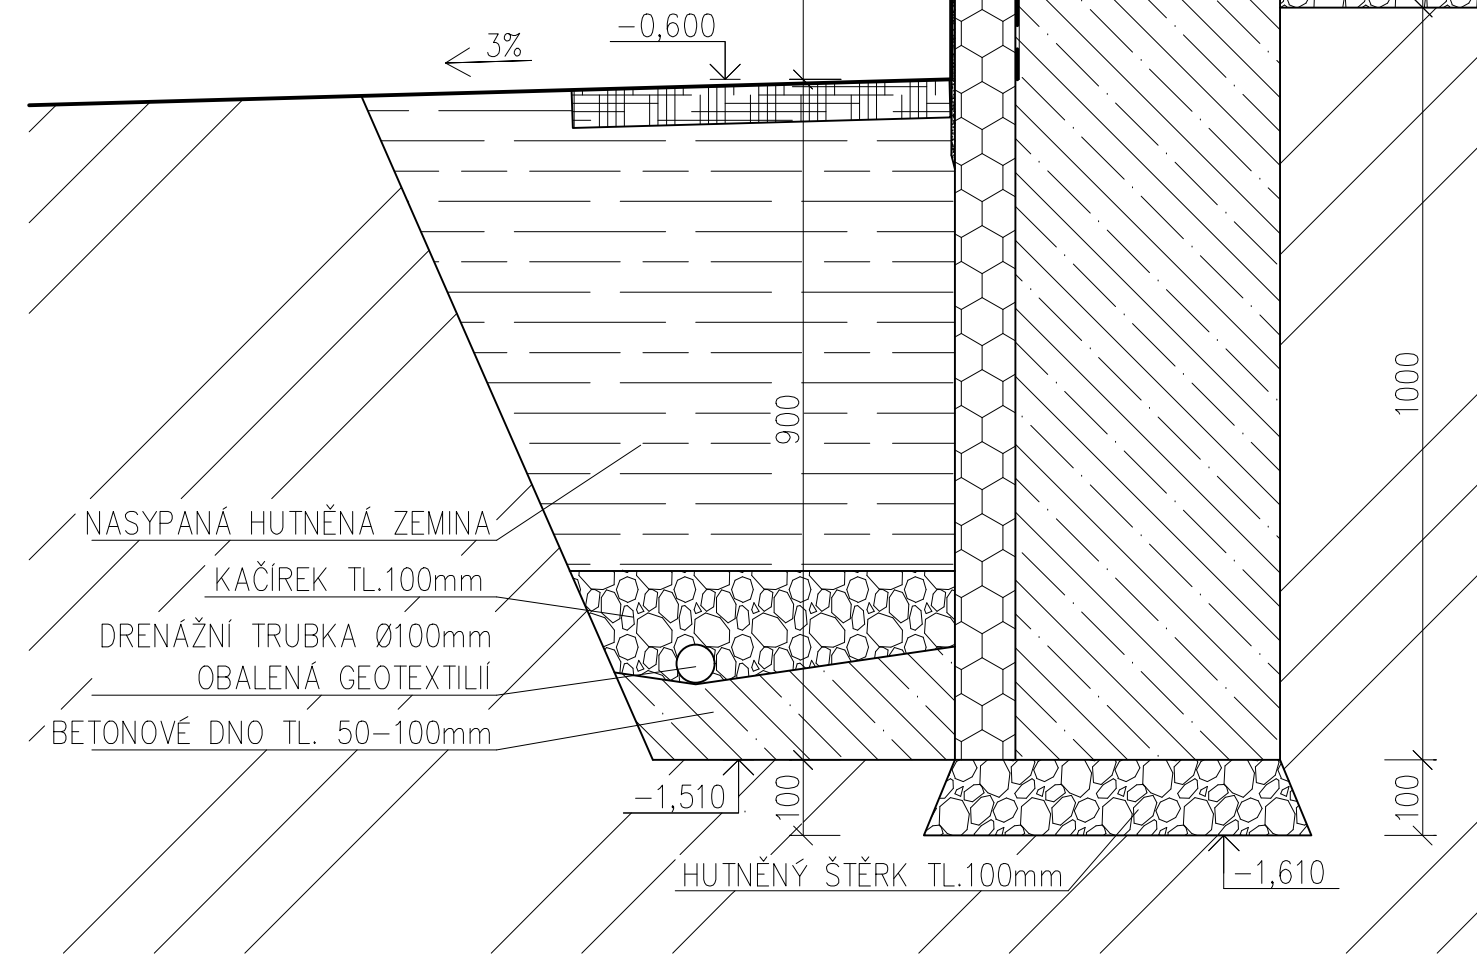 -0,600
3%
1000
900
NASYPANÁ HUTNĚNÁ ZEMINA
KAČÍREK TL.100mm
DRENÁŽNÍ TRUBKA Ø100mm
OBALENÁ GEOTEXTILIÍ
BETONOVÉ DNO TL. 50-100mm
-1,510
100
100
HUTNĚNÝ ŠTĚRK TL.100mm
-1,610